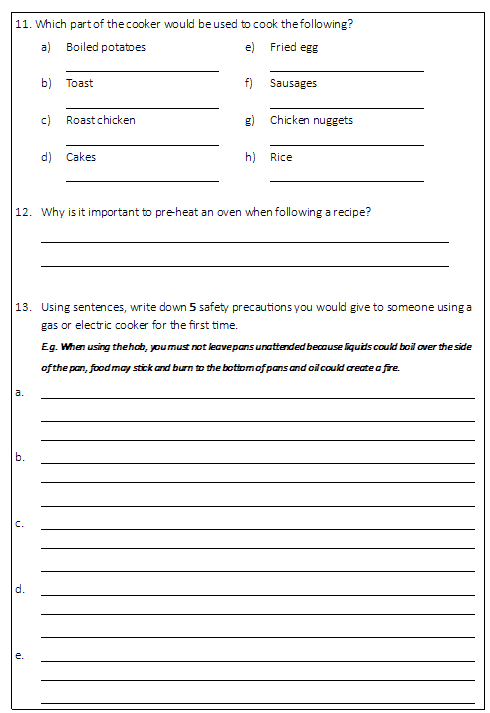 11. Which part of the cooker would be used to cook the following?
a) Boiled potatoes e) Fried egg
b) Toast f) Sausages
c) Roast chicken g) Chicken nuggets
d) Cakes h) Rice
12. Why is it important to pre-heat an oven when following a recipe?
13. Using sentences, write down 5 safety precautions you would give to someone using a
gas or electric cooker for the first time.
E.g. When using the hob, you must not leave pans unattended because liquids could boil over the side
of the pan, food may stick and burn to the bottom of pans and oil could create a fire.
a.
b.
c.
d.
e.